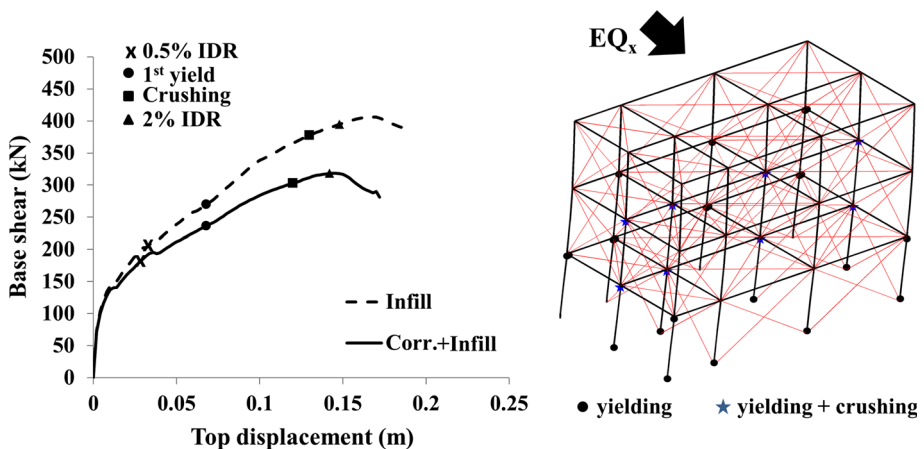 500
450
400
350
300
250
200
150
100
50
0
Base shear (kN)
0.5% IDR
1st yield
Crushing
2% IDR
Infill
Corr.+Infill
0 0.05 0.1 0.15 0.2 0.25
Top displacement (m)
EQx
yielding
yielding + crushing